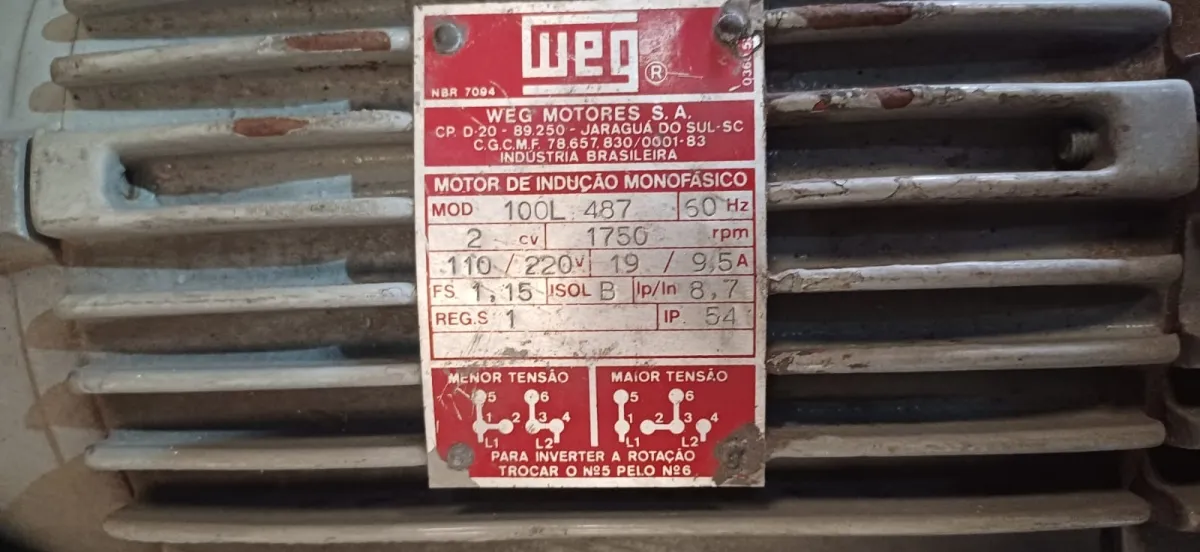 weg ®
NBR 7094
WEG MOTORES S.A.
CP. D-20 - 89.250 - JARAGUÁ DO SUL-SC
C.G.C.M.F. 78.657.830/0001-83
INDÚSTRIA BRASILEIRA
MOTOR DE INDUÇÃO MONOFÁSICO
MOD 100L 487 60 Hz
2 cv 1750 rpm
110 / 220 V 19 / 9,5 A
FS 1,15 ISOL B Ip/In 8,7
REG.S 1 IP 54
MENOR TENSÃO MAIOR TENSÃO
5 6 5 6
1 2 3 4 1 2 3 4
L1 L2 L1 L2
PARA INVERTER A ROTAÇÃO
TROCAR O Nº5 PELO Nº6